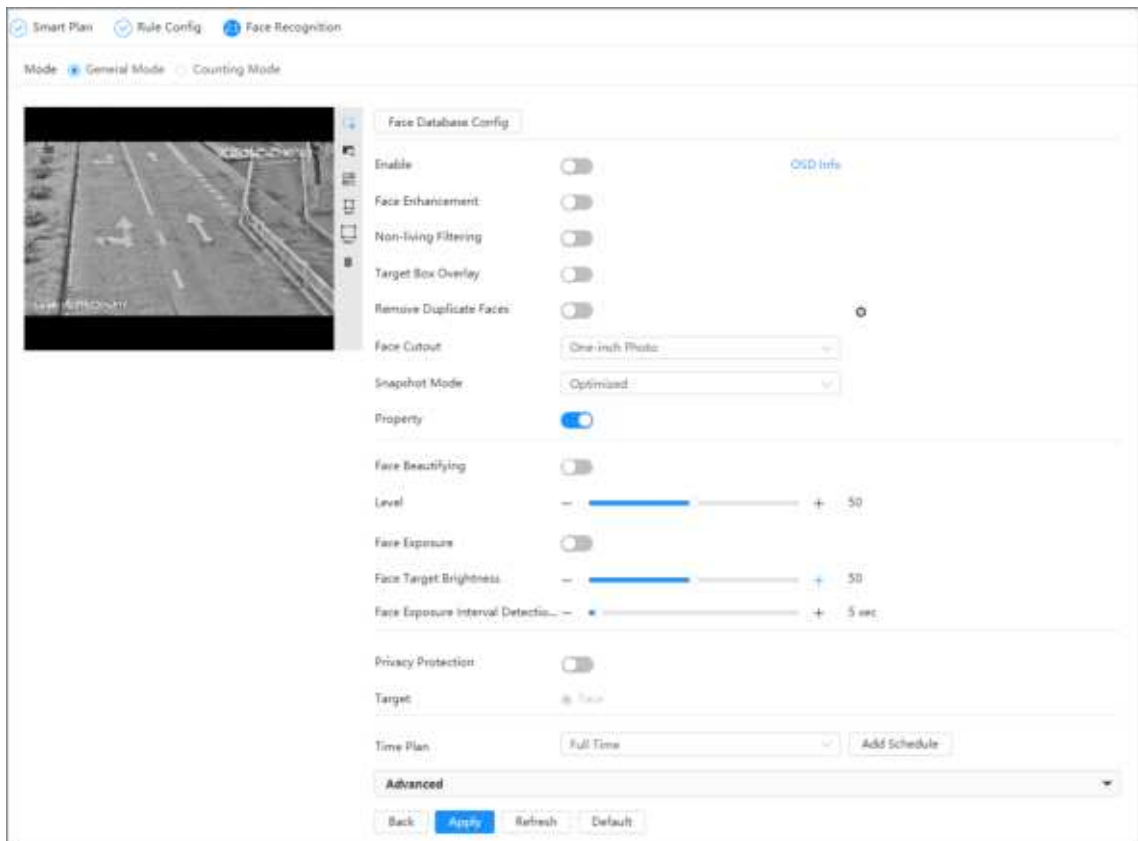 Smart Plan Rule Config Face Recognition
Mode General Mode Counting Mode
Face Database Config
Enable OSD Info
Face Enhancement
Non-living Filtering
Target Box Overlay
Remove Duplicate Faces
Face Cutout One-inch Photo
Snapshot Mode Optimized
Property
Face Beautifying
Level − + 50
Face Exposure
Face Target Brightness − + 50
Face Exposure Interval Detectio... − + 5 sec
Privacy Protection
Target Face
Time Plan Full Time Add Schedule
Advanced
Back Apply Refresh Default